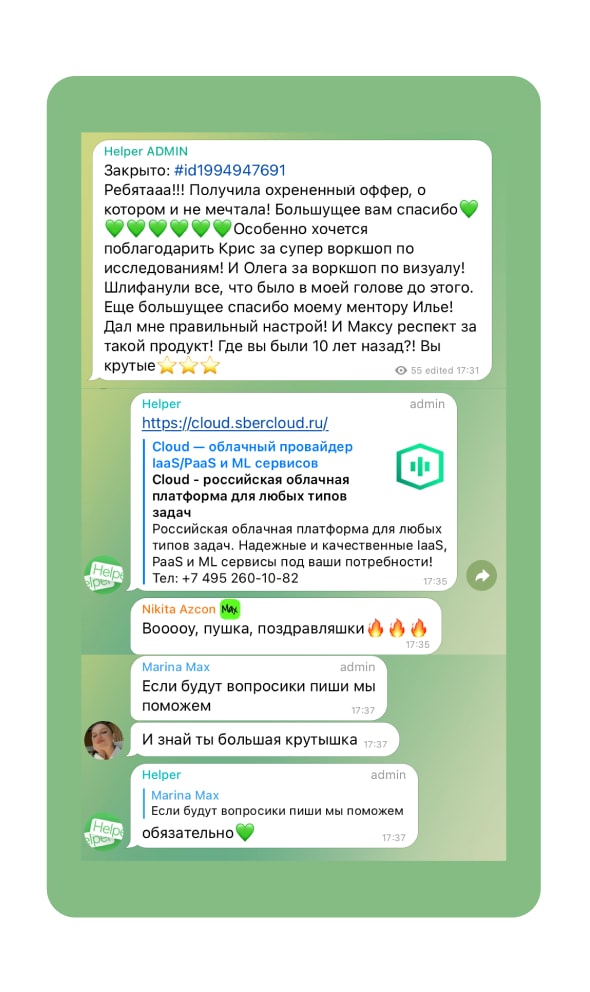 Helper ADMIN
Закрыто: #id1994947691
Ребятааа!!! Получила охрененный оффер, о
котором и не мечтала! Большущее вам спасибо💚
💚💚💚💚💚💚Особенно хочется
поблагодарить Крис за супер воркшоп по
исследованиям! И Олега за воркшоп по визуалу!
Шлифанули все, что было в моей голове до этого.
Еще большущее спасибо моему ментору Илье!
Дал мне правильный настрой! И Максу респект за
такой продукт! Где вы были 10 лет назад?! Вы
крутые⭐⭐⭐
55 edited 17:31
Helper admin
https://cloud.sbercloud.ru/
Cloud — облачный провайдер
IaaS/PaaS и ML сервисов
Cloud - российская облачная
платформа для любых типов
задач
Российская облачная платформа для любых
типов задач. Надежные и качественные IaaS,
PaaS и ML сервисы под ваши потребности!
Тел: +7 495 260-10-82
17:35
Helpe
elper
Nikita Azcon Max
Вооооу, пушка, поздравляшки🔥🔥🔥
17:35
Marina Max admin
Если будут вопросики пиши мы
поможем
17:37
И знай ты большая крутышка 17:37
Helper admin
Marina Max
Если будут вопросики пиши мы поможем
обязательно💚
17:37
Helpe
elper